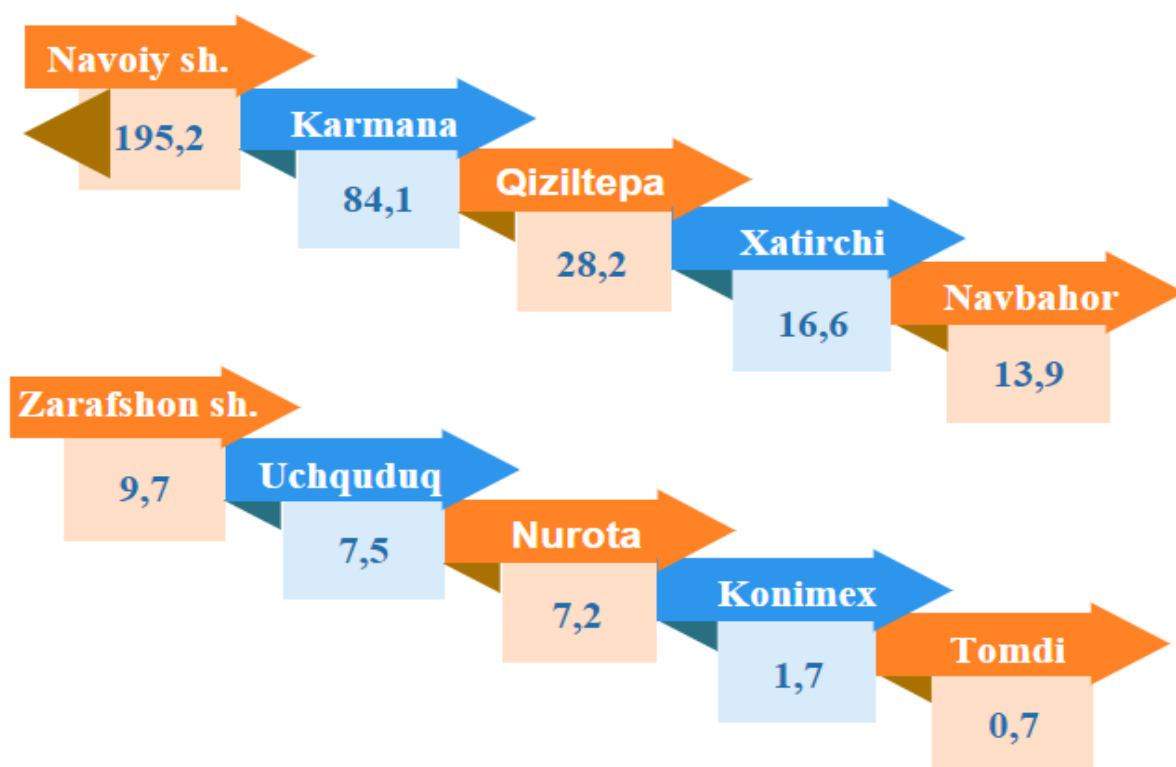 Navoiy sh.
195,2
Karmana
84,1
Qiziltepa
28,2
Xatirchi
16,6
Navbahor
13,9
Zarafshon sh.
9,7
Uchquduq
7,5
Nurota
7,2
Konimex
1,7
Tomdi
0,7